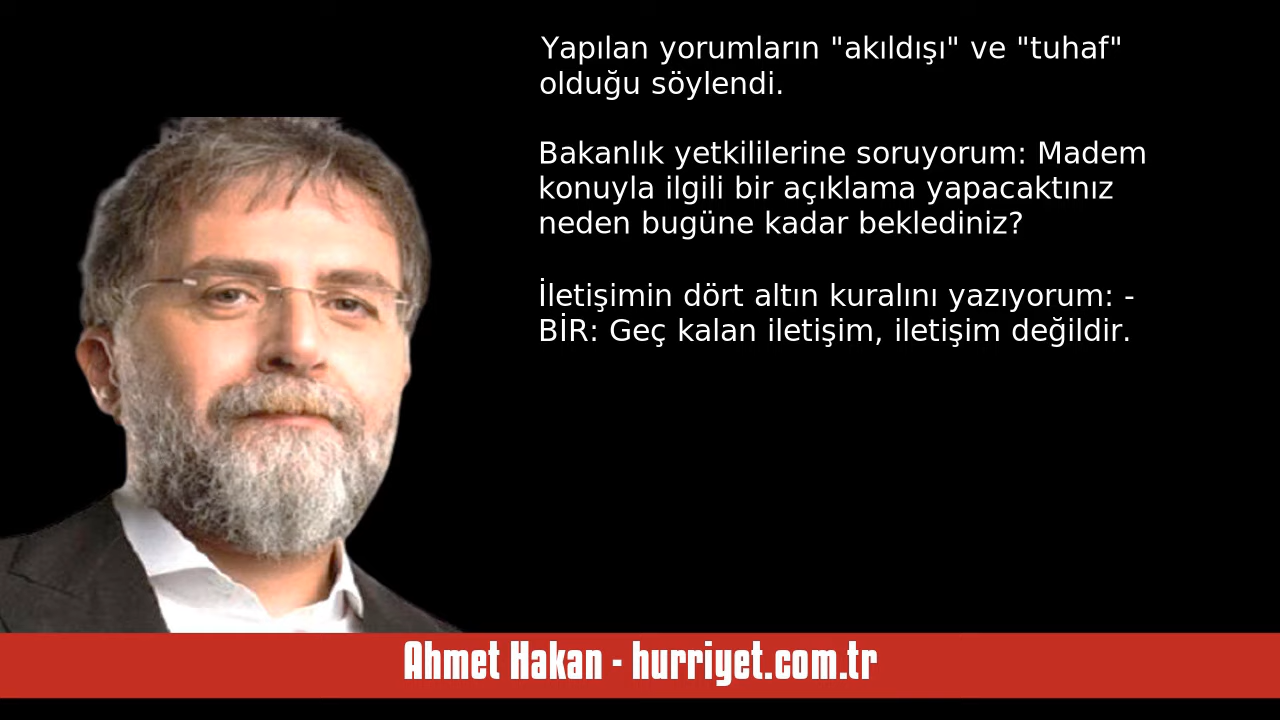 Yapılan yorumların "akıldışı" ve "tuhaf"
olduğu söylendi.
Bakanlık yetkililerine soruyorum: Madem
konuyla ilgili bir açıklama yapacaktınız
neden bugüne kadar beklediniz?
İletişimin dört altın kuralını yazıyorum: -
BİR: Geç kalan iletişim, iletişim değildir.
Ahmet Hakan - hurriyet.com.tr